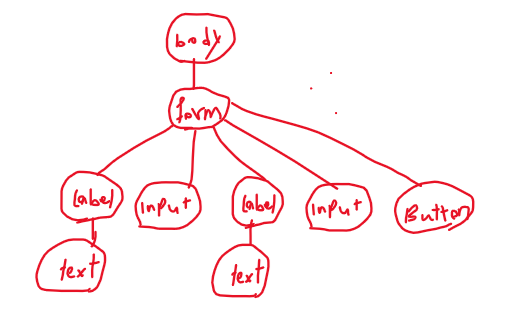 body
form
Label
Input
Label
Input
Button
text
text